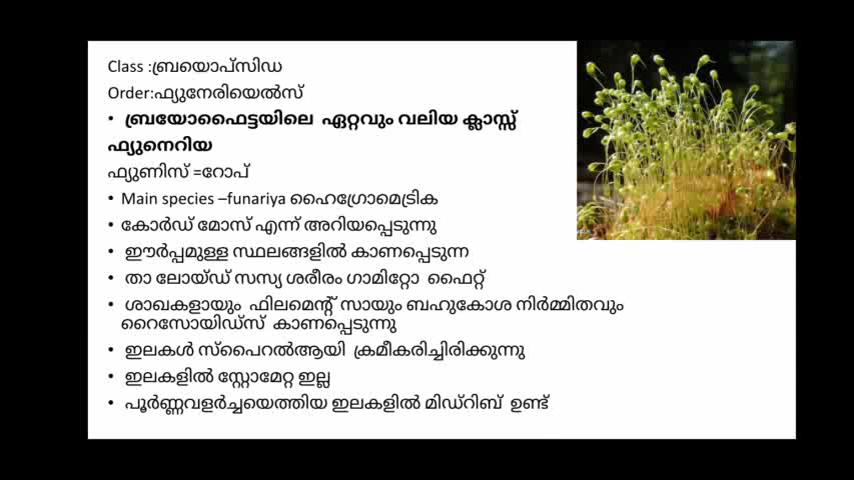 Class :ബ്രയൊപ്സിഡ
Order:ഫ്യുനേരിയെൽസ്
• ബ്രയോഫൈട്ടയിലെ ഏറ്റവും വലിയ ക്ലാസ്സ്
ഫ്യുനെറിയ
ഫ്യുണിസ് =റോപ്
• Main species –funariya ഹൈഗ്രോമെട്രിക
• കോർഡ് മോസ് എന്ന് അറിയപ്പെടുന്നു
• ഈർപ്പമുള്ള സ്ഥലങ്ങളിൽ കാണപ്പെടുന്ന
• താ ലോയ്ഡ് സസ്യ ശരീരം ഗാമിറ്റോ ഫൈറ്റ്
• ശാഖകളായും ഫിലമെന്റ് സായും ബഹുകോശ നിർമ്മിതവും
റൈസോയിഡ്സ് കാണപ്പെടുന്നു
• ഇലകൾ സ്പൈറൽആയി ക്രമീകരിച്ചിരിക്കുന്നു
• ഇലകളിൽ സ്റ്റോമേറ്റ ഇല്ല
• പൂർണ്ണവളർച്ചയെത്തിയ ഇലകളിൽ മിഡ്റിബ് ഉണ്ട്